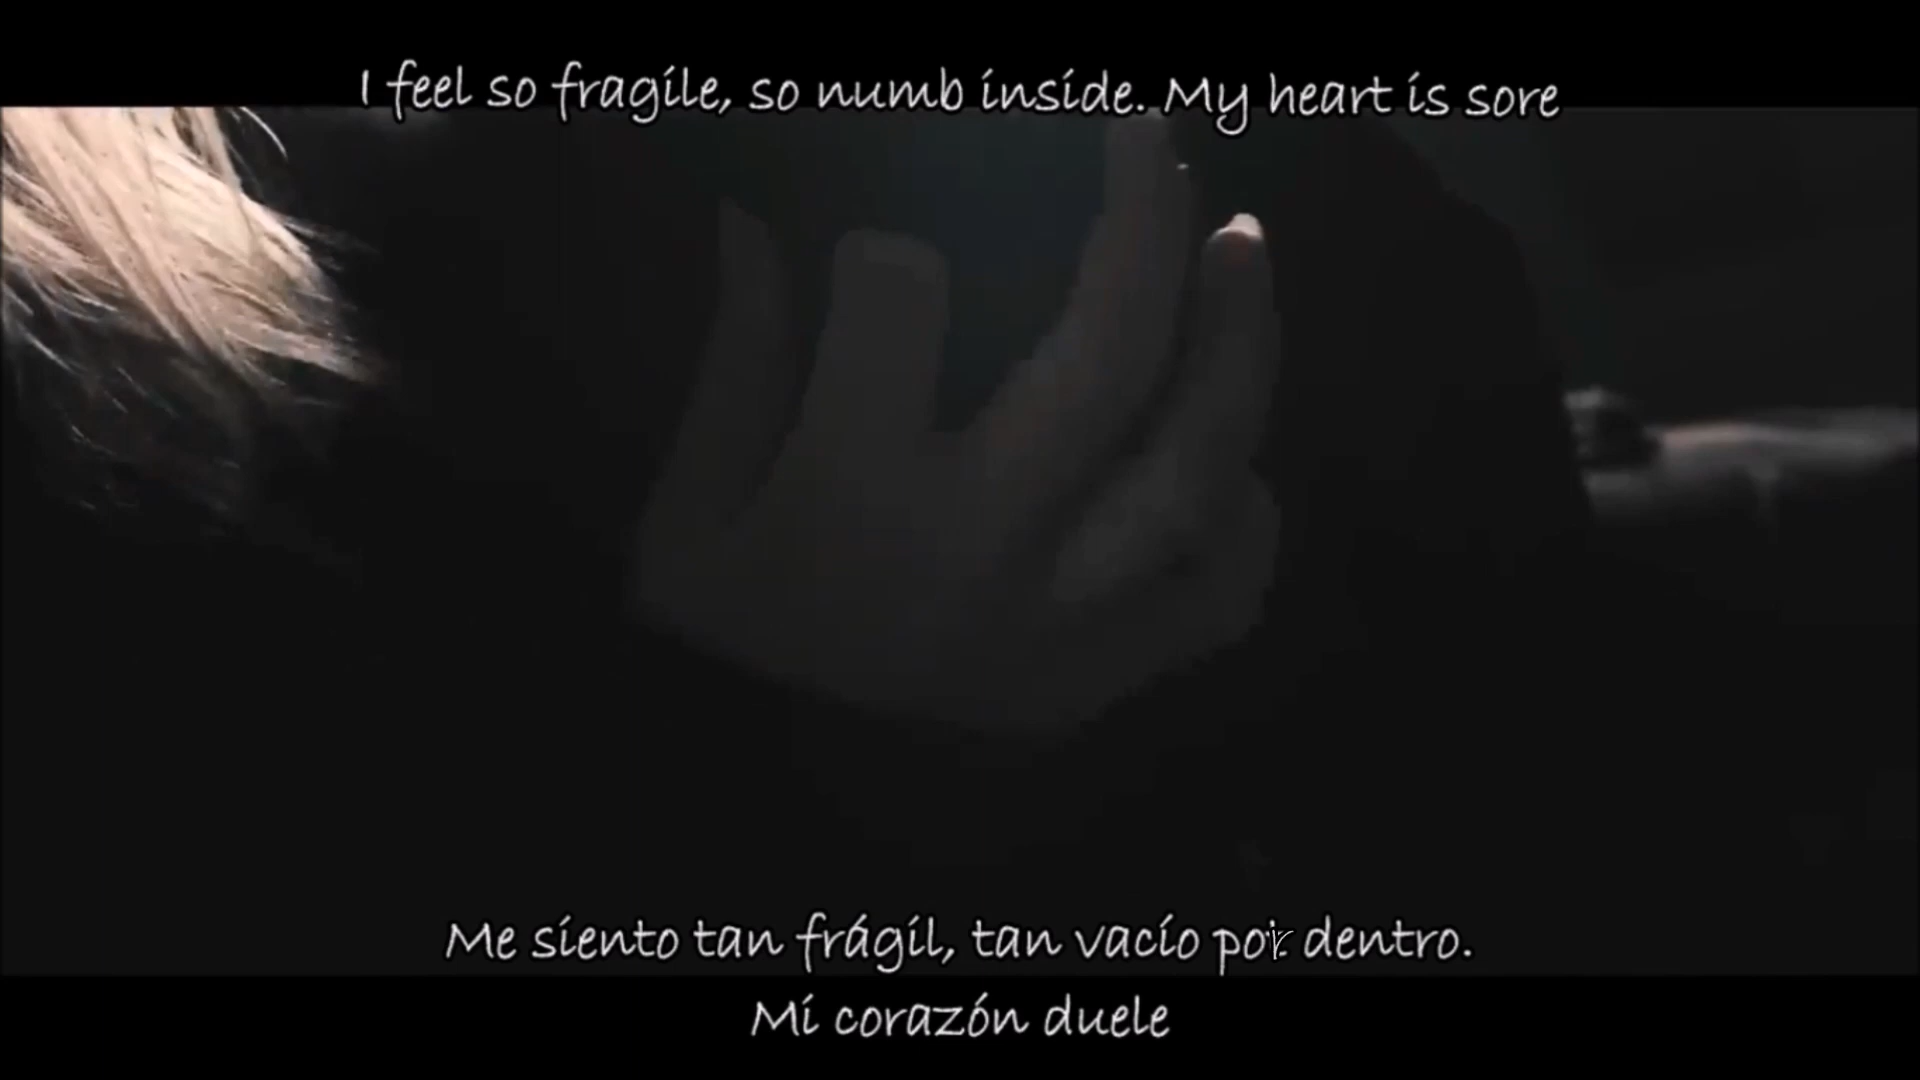 I feel so fragile, so numb inside. My heart is sore
Me siento tan frágil, tan vacío por dentro.
Mi corazón duele